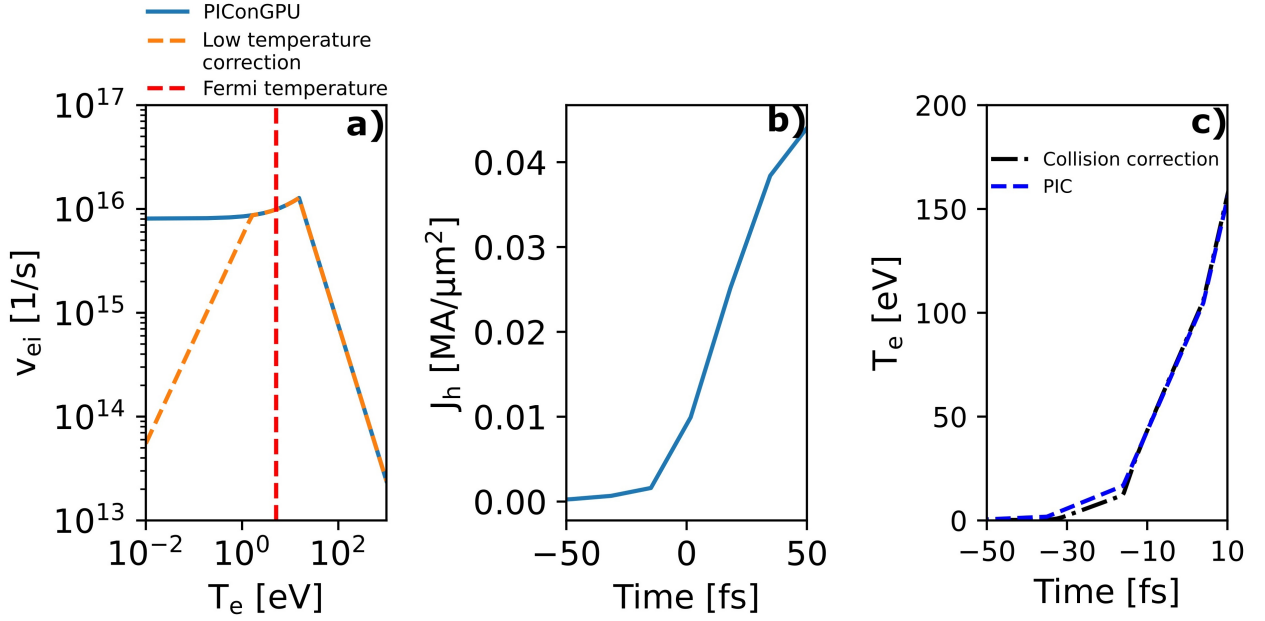 PIConGPU
Low temperature
correction
Fermi temperature
a)
10^17
10^16
10^15
10^14
10^13
ν_ei [1/s]
10^−2 10^0 10^2
T_e [eV]
b)
0.04
0.03
0.02
0.01
0.00
J_h [MA/μm^2]
−50 0 50
Time [fs]
c)
Collision correction
PIC
200
150
100
50
0
T_e [eV]
−50 −30 −10 10
Time [fs]